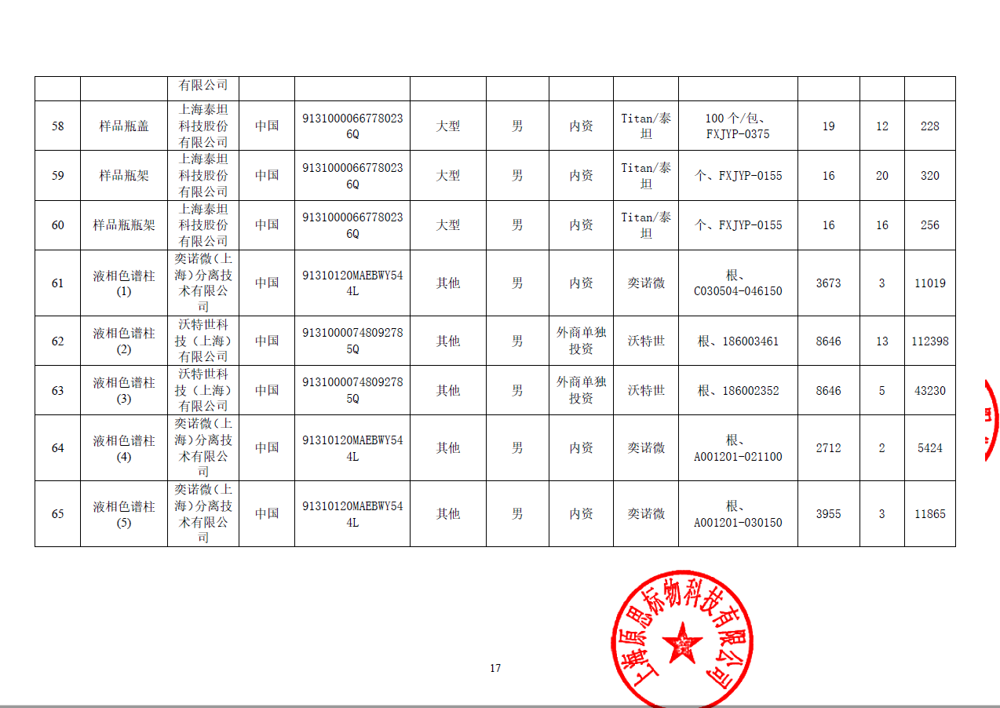 有限公司
58 样品瓶盖 上海泰坦科技股份有限公司 中国 91310000667780236Q 大型 男 内资 Titan/泰坦 100 个/包、FXJYP-0375 19 12 228
59 样品瓶架 上海泰坦科技股份有限公司 中国 91310000667780236Q 大型 男 内资 Titan/泰坦 个、FXJYP-0155 16 20 320
60 样品瓶瓶架 上海泰坦科技股份有限公司 中国 91310000667780236Q 大型 男 内资 Titan/泰坦 个、FXJYP-0155 16 16 256
61 液相色谱柱(1) 奕诺微（上海）分离技术有限公司 中国 91310120MAEBWY544L 其他 男 内资 奕诺微 根、C030504-046150 3673 3 11019
62 液相色谱柱(2) 沃特世科技（上海）有限公司 中国 91310000748092785Q 其他 男 外商单独投资 沃特世 根、186003461 8646 13 112398
63 液相色谱柱(3) 沃特世科技（上海）有限公司 中国 91310000748092785Q 其他 男 外商单独投资 沃特世 根、186002352 8646 5 43230
64 液相色谱柱(4) 奕诺微（上海）分离技术有限公司 中国 91310120MAEBWY544L 其他 男 内资 奕诺微 根、A001201-021100 2712 2 5424
65 液相色谱柱(5) 奕诺微（上海）分离技术有限公司 中国 91310120MAEBWY544L 其他 男 内资 奕诺微 根、A001201-030150 3955 3 11865
上海原思标物科技有限公司
17